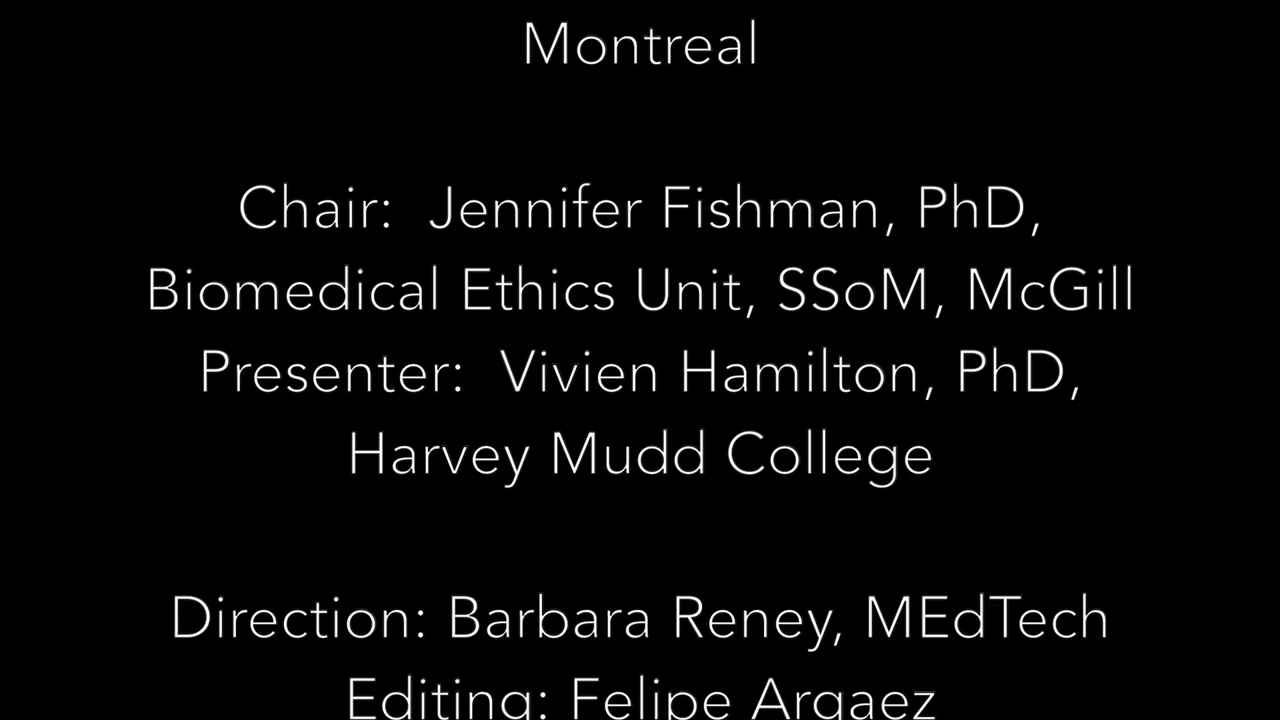 Montreal
Chair: Jennifer Fishman, PhD,
Biomedical Ethics Unit, SSoM, McGill
Presenter: Vivien Hamilton, PhD,
Harvey Mudd College
Direction: Barbara Reney, MEdTech
Editing: Felipe Argaez